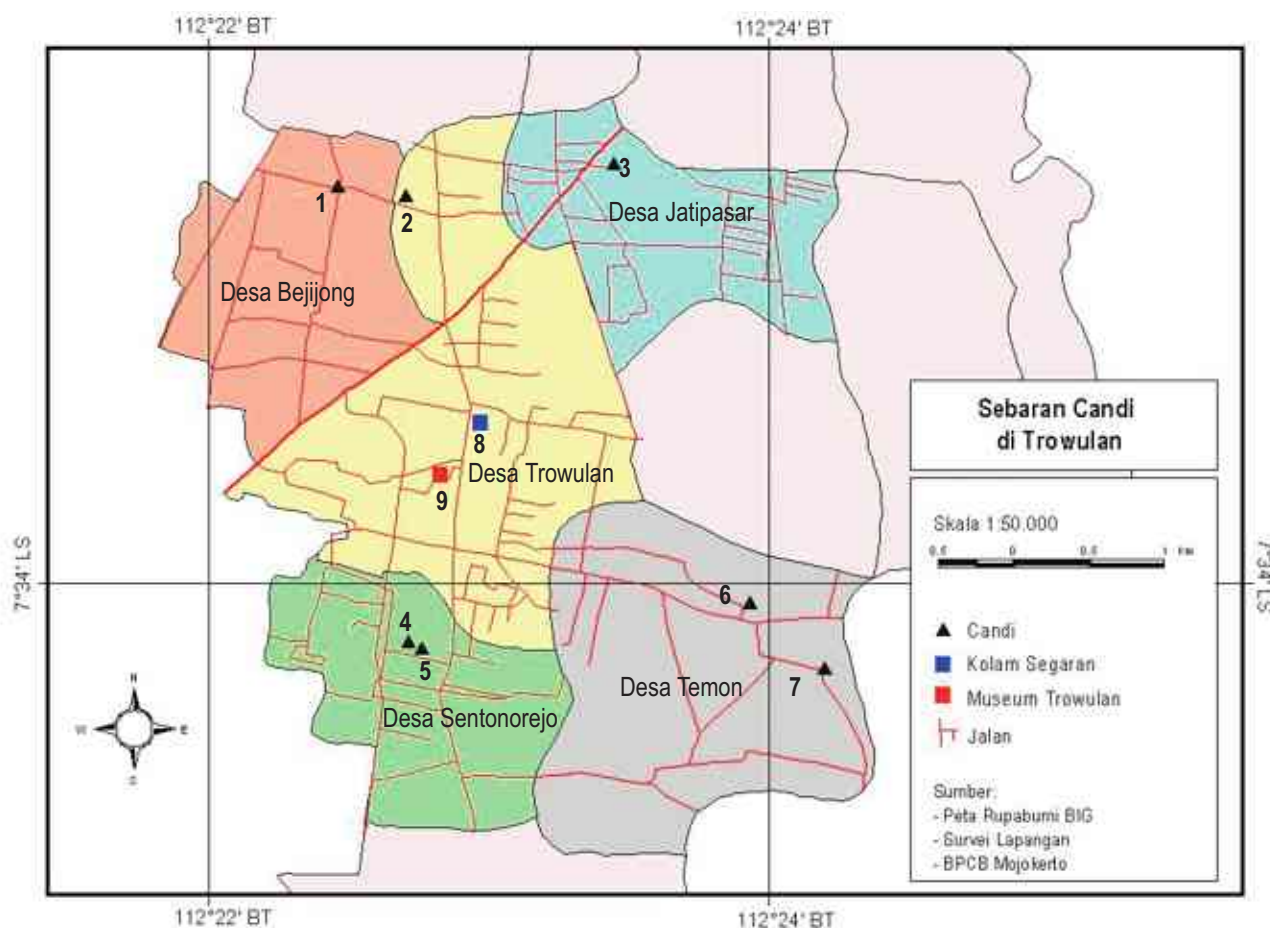 112°22' BT
112°24' BT
3
1
2
Desa Jatipasar
Desa Bejijong
Sebaran Candi
di Trowulan
8
Desa Trowulan
9
Skala 1:50.000
0.5 0 0.5 1 KM
7°34' LS
7°34' LS
6
4
Candi
5
Kolam Segaran
Desa Temon
7
Museum Trowulan
Desa Sentonorejo
N
W
E
S
Jalan
Sumber:
- Peta Rupabumi BIG
- Survei Lapangan
- BPCB Mojokerto
112°22' BT
112°24' BT